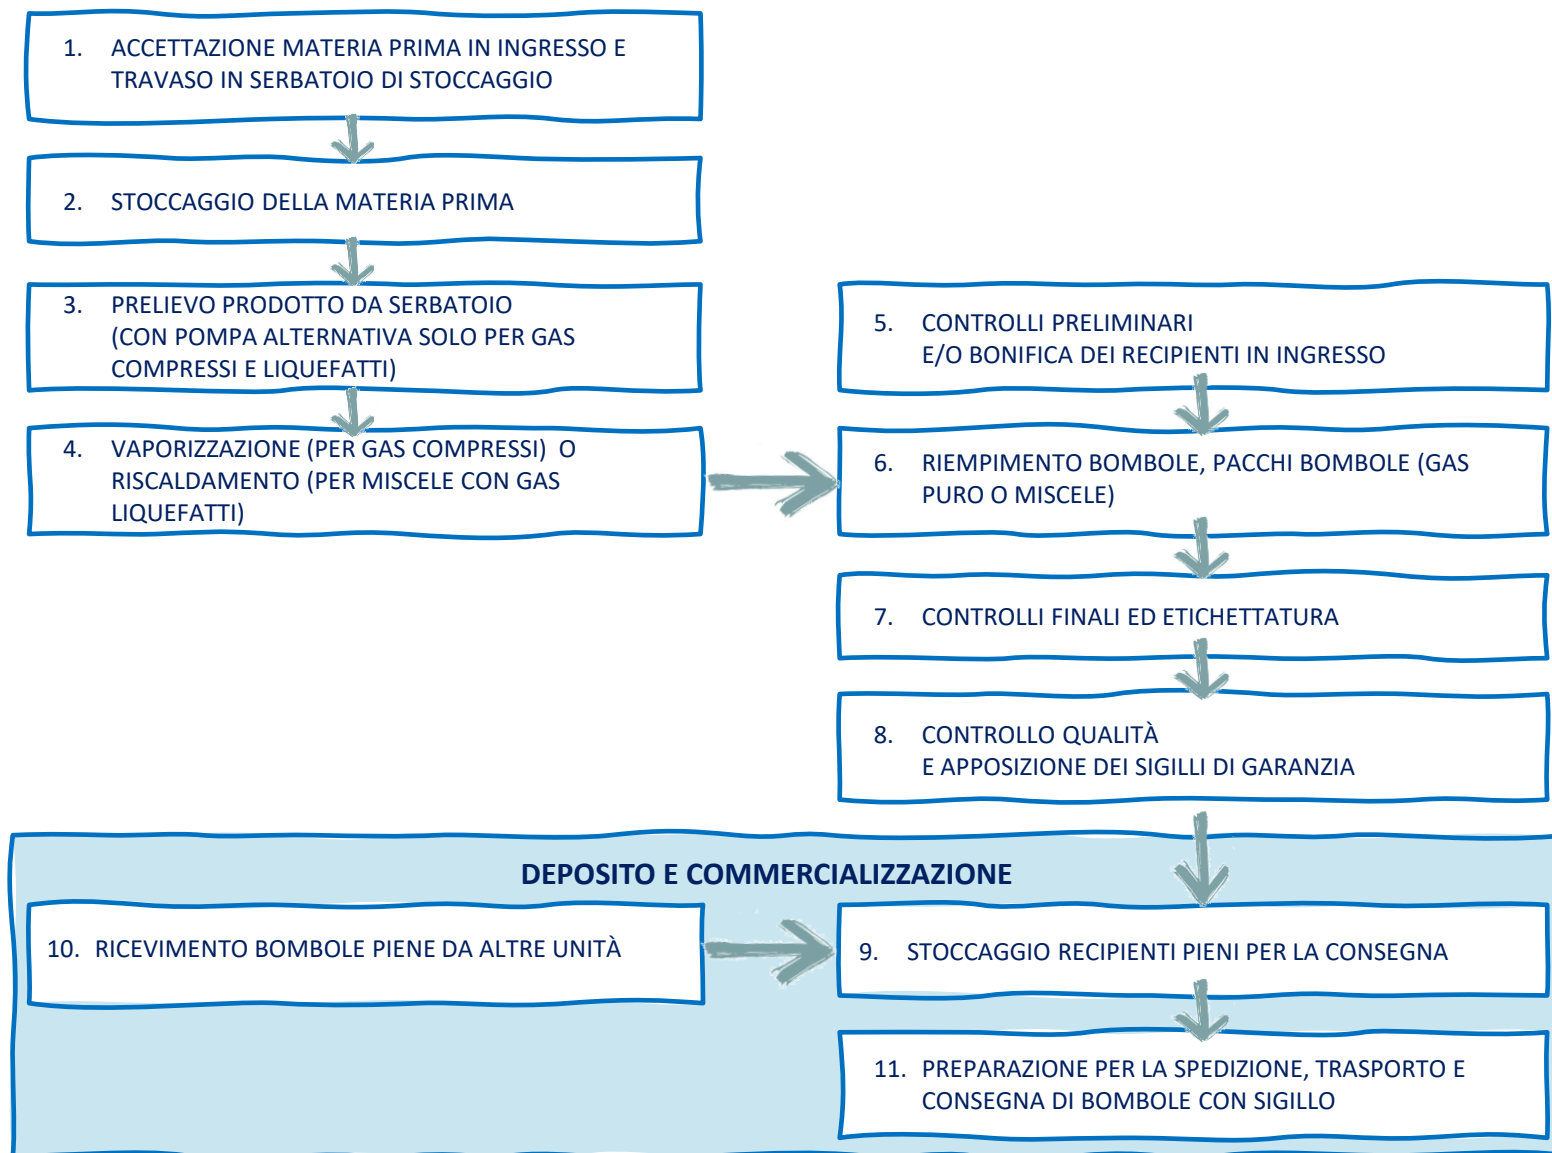 1. ACCETTAZIONE MATERIA PRIMA IN INGRESSO E
TRAVASO IN SERBATOIO DI STOCCAGGIO
2. STOCCAGGIO DELLA MATERIA PRIMA
3. PRELIEVO PRODOTTO DA SERBATOIO
(CON POMPA ALTERNATIVA SOLO PER GAS
COMPRESSI E LIQUEFATTI)
4. VAPORIZZAZIONE (PER GAS COMPRESSI) O
RISCALDAMENTO (PER MISCELE CON GAS
LIQUEFATTI)
5. CONTROLLI PRELIMINARI
E/O BONIFICA DEI RECIPIENTI IN INGRESSO
6. RIEMPIMENTO BOMBOLE, PACCHI BOMBOLE (GAS
PURO O MISCELE)
7. CONTROLLI FINALI ED ETICHETTATURA
8. CONTROLLO QUALITÀ
E APPOSIZIONE DEI SIGILLI DI GARANZIA
DEPOSITO E COMMERCIALIZZAZIONE
10. RICEVIMENTO BOMBOLE PIENE DA ALTRE UNITÀ
9. STOCCAGGIO RECIPIENTI PIENI PER LA CONSEGNA
11. PREPARAZIONE PER LA SPEDIZIONE, TRASPORTO E
CONSEGNA DI BOMBOLE CON SIGILLO